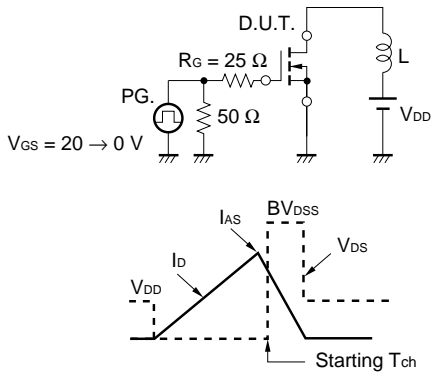 D.U.T.
RG = 25 Ω
L
PG.
50 Ω
VDD
VGS = 20 → 0 V
BVDSS
IAS
VDS
ID
VDD
Starting Tch